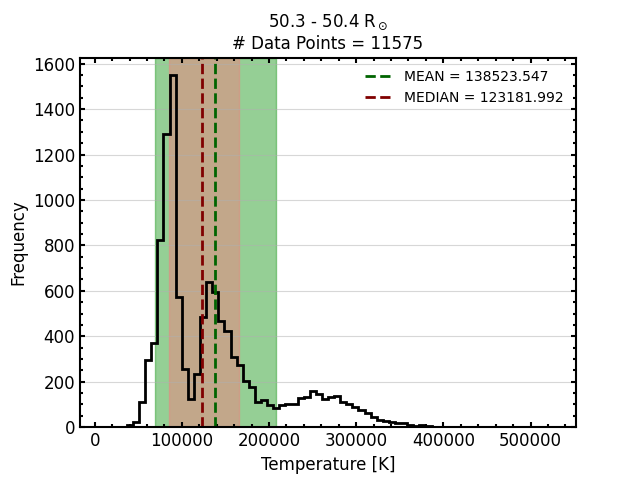 50.3 - 50.4 R⊙
# Data Points = 11575
MEAN = 138523.547
MEDIAN = 123181.992
Frequency
1600
1400
1200
1000
800
600
400
200
0
0 100000 200000 300000 400000 500000
Temperature [K]